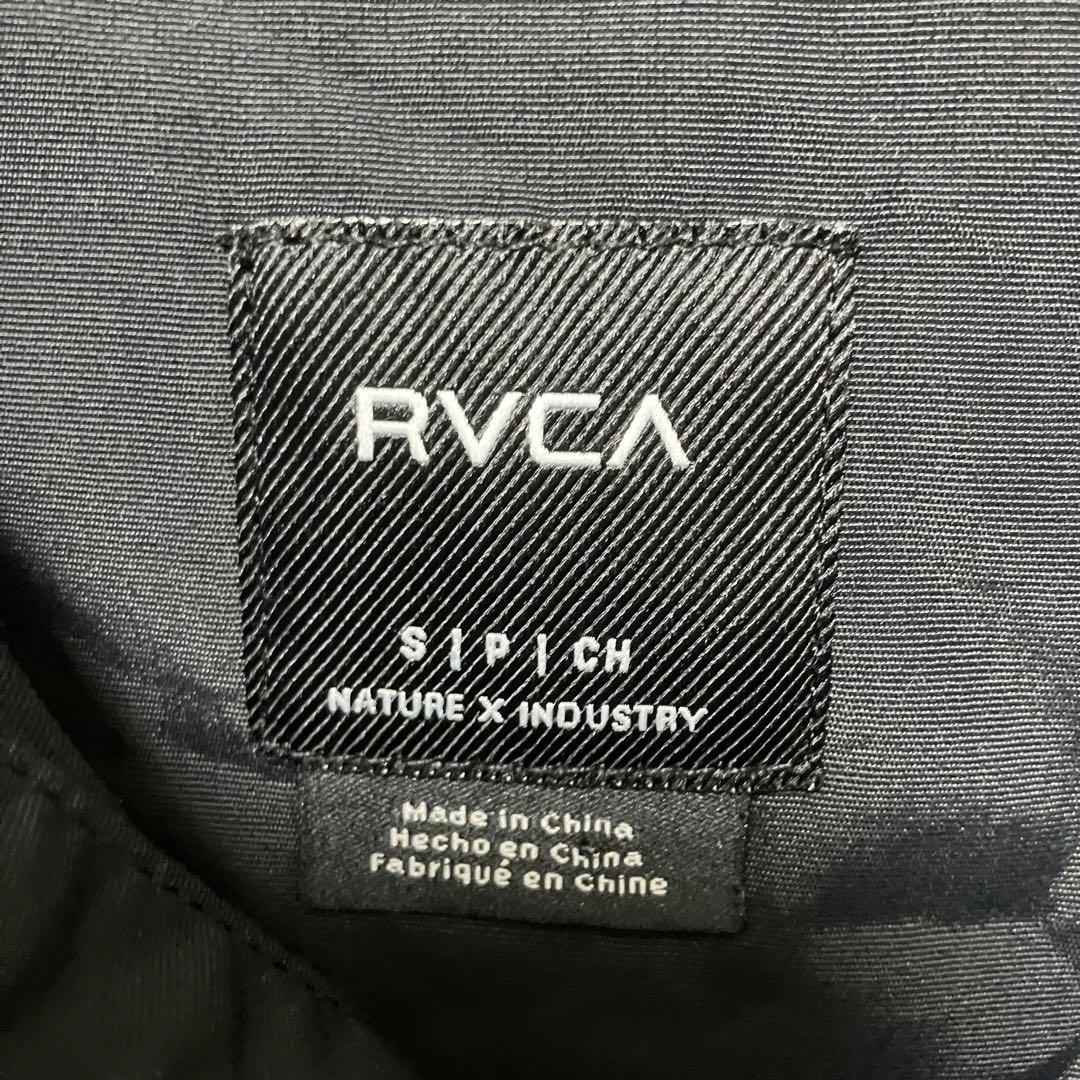 RVCA
S | P | CH
NATURE X INDUSTRY
Made in China
Hecho en China
Fabriqué en Chine